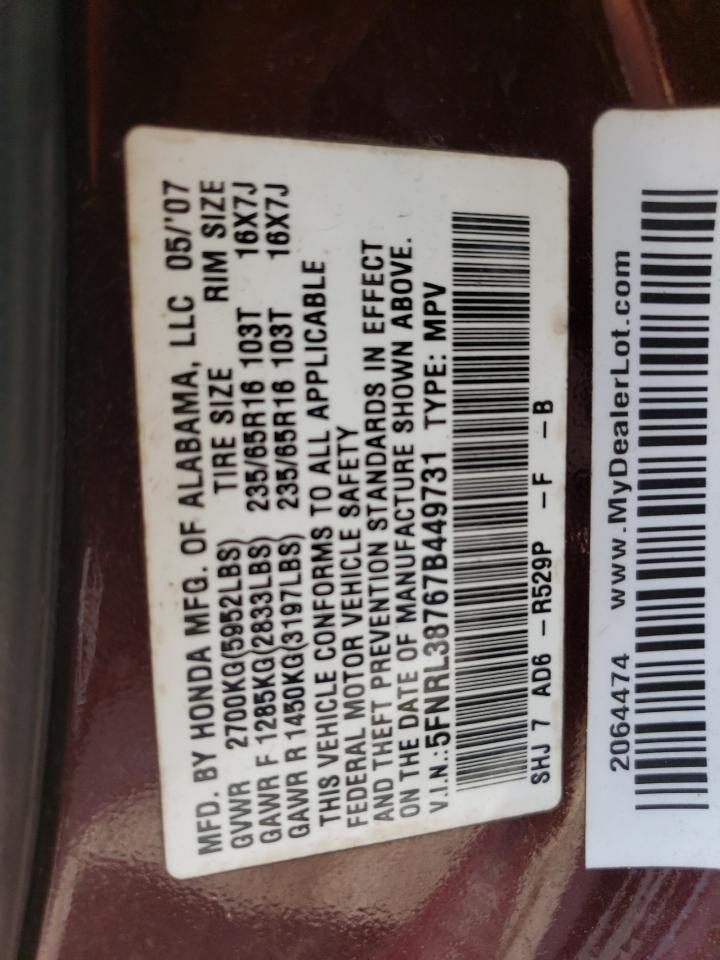 MFD. BY HONDA MFG. OF ALABAMA, LLC 05/'07
GVWR 2700KG(5952LBS) TIRE SIZE RIM SIZE
GAWR F 1285KG(2833LBS) 235/65R16 103T 16X7J
GAWR R 1450KG(3197LBS) 235/65R16 103T 16X7J
THIS VEHICLE CONFORMS TO ALL APPLICABLE
FEDERAL MOTOR VEHICLE SAFETY
AND THEFT PREVENTION STANDARDS IN EFFECT
ON THE DATE OF MANUFACTURE SHOWN ABOVE.
V.I.N.:5FNRL38767B449731 TYPE: MPV
SHJ 7 AD6 -R529P -F -B
2064474 www.MyDealerLot.com